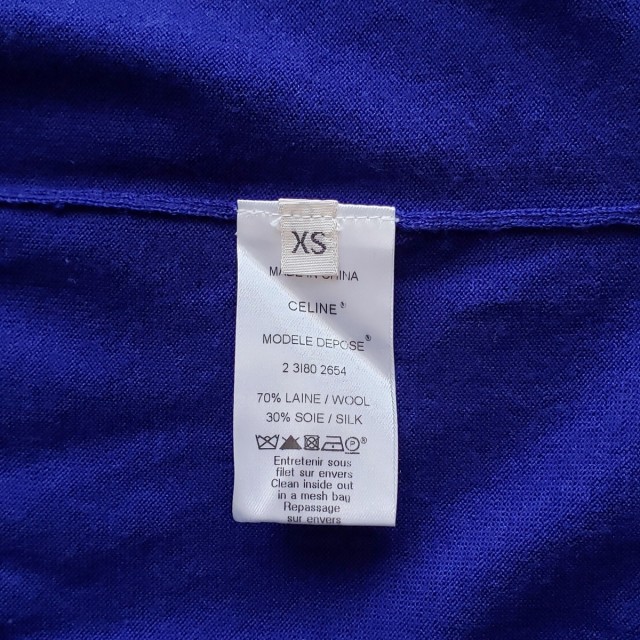 XS
MADE IN CHINA
CELINE®
MODELE DEPOSE®
2 3I80 2654
70% LAINE / WOOL
30% SOIE / SILK
P®
Entretenir sous
filet sur envers
Clean inside out
in a mesh bag
Repassage
sur envers